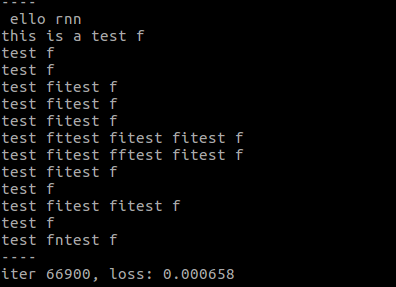 ----
 ello rnn
this is a test f
test f
test f
test fitest f
test fitest f
test fitest f
test fttest fitest fitest f
test fitest fftest fitest f
test fitest f
test f
test fitest fitest f
test f
test fntest f
----
iter 66900, loss: 0.000658